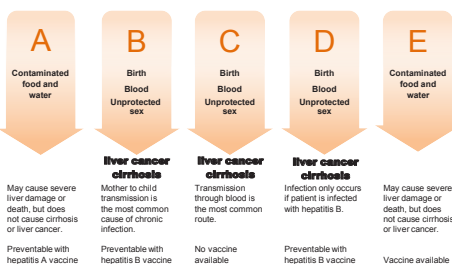 A
Contaminated
food and
water
May cause severe
liver damage or
death, but does
not cause cirrhosis
or liver cancer.
Preventable with
hepatitis A vaccine
B
Birth
Blood
Unprotected
sex
liver cancer
cirrhosis
Mother to child
transmission is
the most common
cause of chronic
infection.
Preventable with
hepatitis B vaccine
C
Birth
Blood
Unprotected
sex
liver cancer
cirrhosis
Transmission
through blood is
the most common
route.
No vaccine
available
D
Birth
Blood
Unprotected
sex
liver cancer
cirrhosis
Infection only occurs
if patient is infected
with hepatitis B.
Preventable with
hepatitis B vaccine
E
Contaminated
food and
water
May cause severe
liver damage or
death, but does
not cause cirrhosis
or liver cancer.
Vaccine available